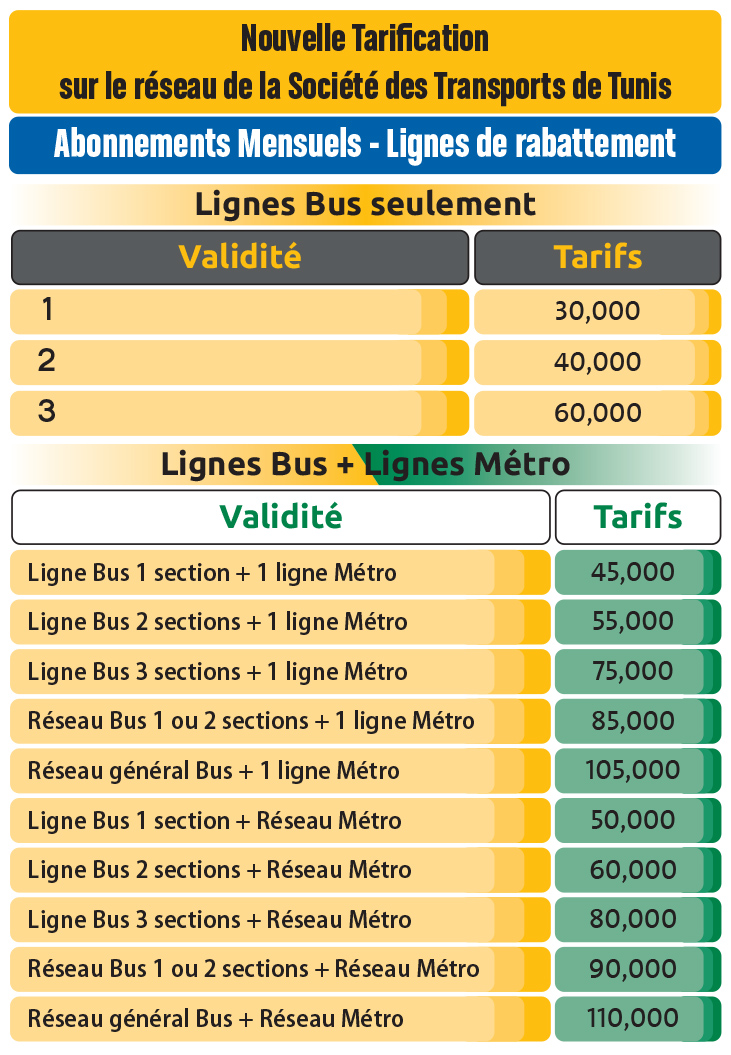 Nouvelle Tarification
sur le réseau de la Société des Transports de Tunis
Abonnements Mensuels - Lignes de rabattement
Lignes Bus seulement
Validité Tarifs
1 30,000
2 40,000
3 60,000
Lignes Bus + Lignes Métro
Validité Tarifs
Ligne Bus 1 section + 1 ligne Métro 45,000
Ligne Bus 2 sections + 1 ligne Métro 55,000
Ligne Bus 3 sections + 1 ligne Métro 75,000
Réseau Bus 1 ou 2 sections + 1 ligne Métro 85,000
Réseau général Bus + 1 ligne Métro 105,000
Ligne Bus 1 section + Réseau Métro 50,000
Ligne Bus 2 sections + Réseau Métro 60,000
Ligne Bus 3 sections + Réseau Métro 80,000
Réseau Bus 1 ou 2 sections + Réseau Métro 90,000
Réseau général Bus + Réseau Métro 110,000